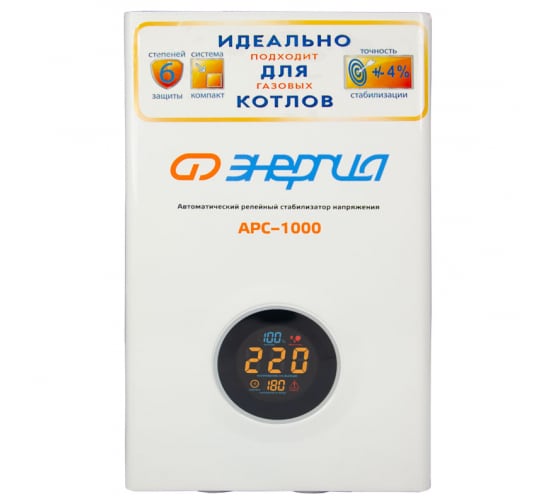 ИДЕАЛЬНО
ПОДХОДИТ
ДЛЯ
ГАЗОВЫХ
КОТЛОВ
степеней
6
защиты
система
компакт
точность
+/- 4%
стабилизации
Энергия
Автоматический релейный стабилизатор напряжения
АРС-1000
100%
220
180